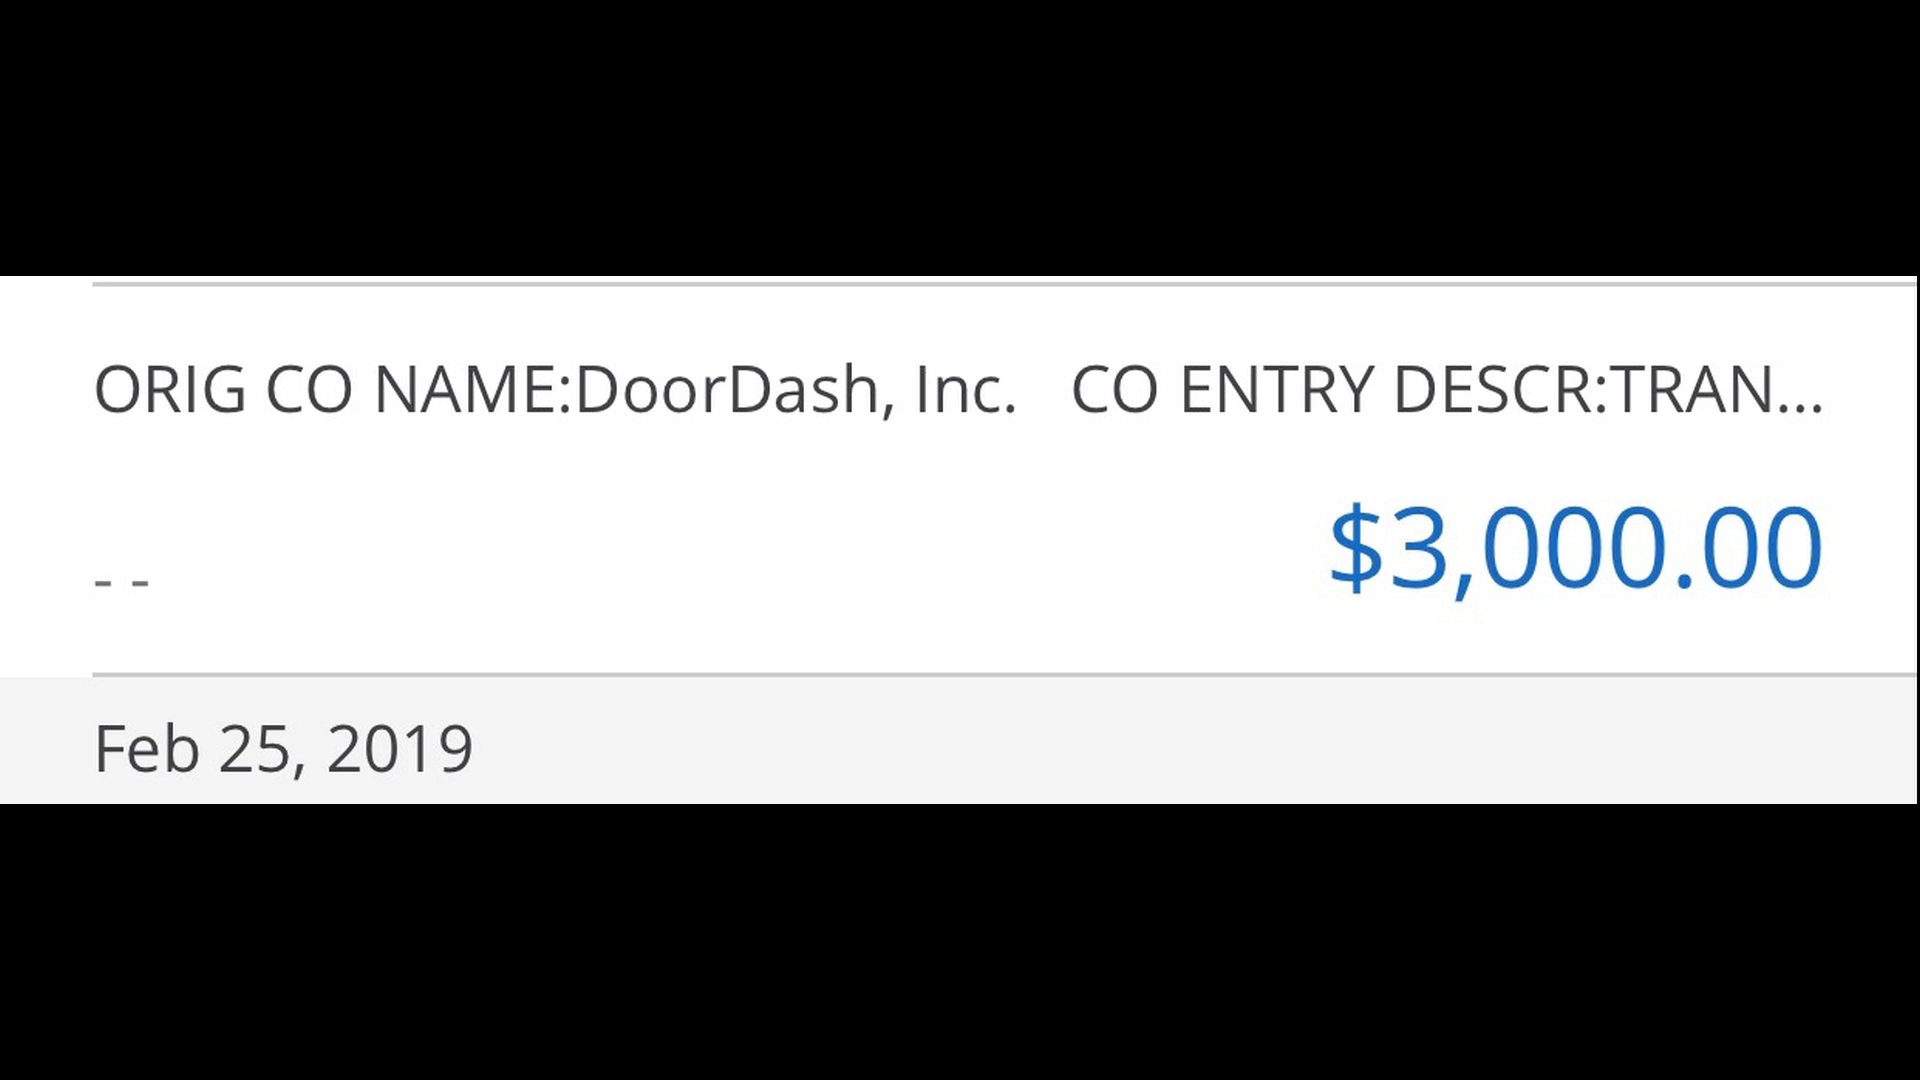 ORIG CO NAME:DoorDash, Inc. CO ENTRY DESCR:TRAN...
- - $3,000.00
Feb 25, 2019